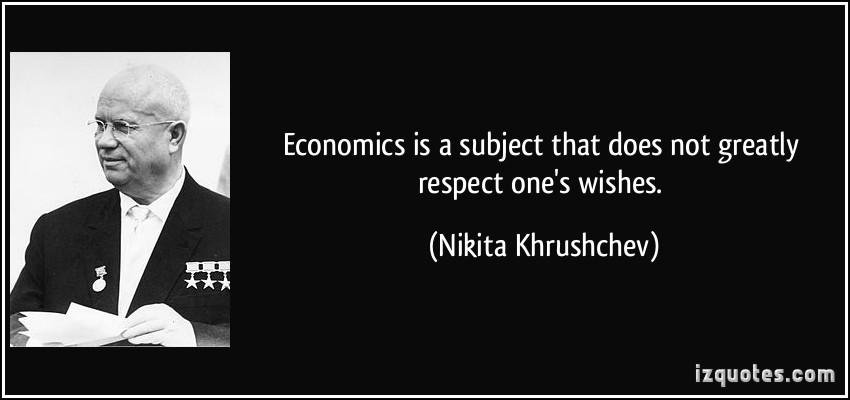 Economics is a subject that does not greatly
respect one's wishes.
(Nikita Khrushchev)
izquotes.com